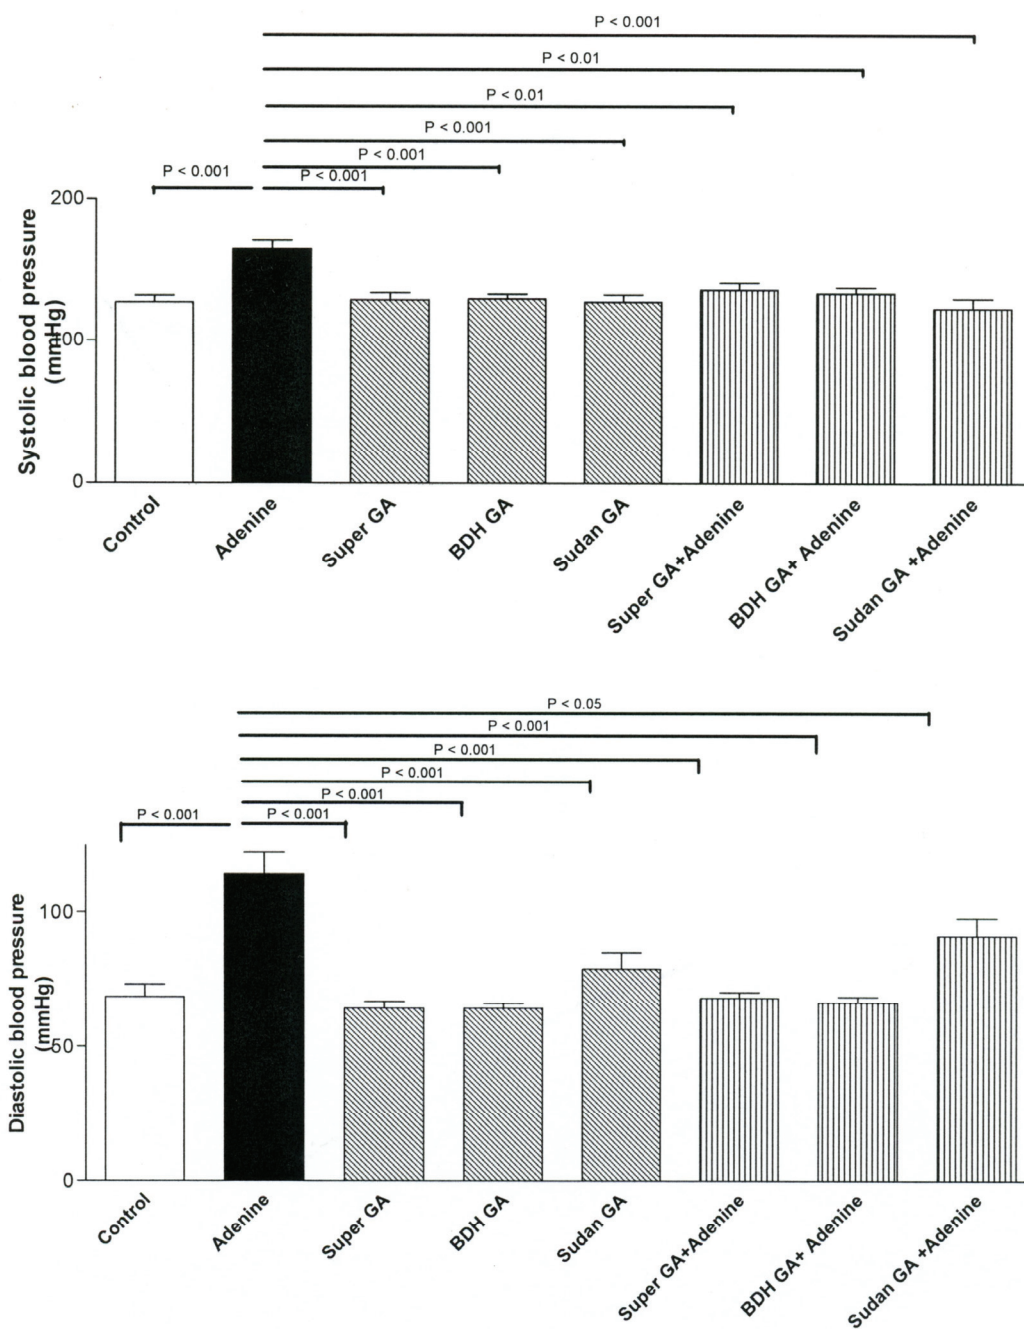 P < 0.001
P < 0.01
P < 0.01
P < 0.001
P < 0.001
P < 0.001
P < 0.001
200
100
0
Systolic blood pressure
(mmHg)
Control
Adenine
Super GA
BDH GA
Sudan GA
Super GA+Adenine
BDH GA+ Adenine
Sudan GA +Adenine
P < 0.05
P < 0.001
P < 0.001
P < 0.001
P < 0.001
P < 0.001
P < 0.001
100
50
0
Diastolic blood pressure
(mmHg)
Control
Adenine
Super GA
BDH GA
Sudan GA
Super GA+Adenine
BDH GA+ Adenine
Sudan GA +Adenine